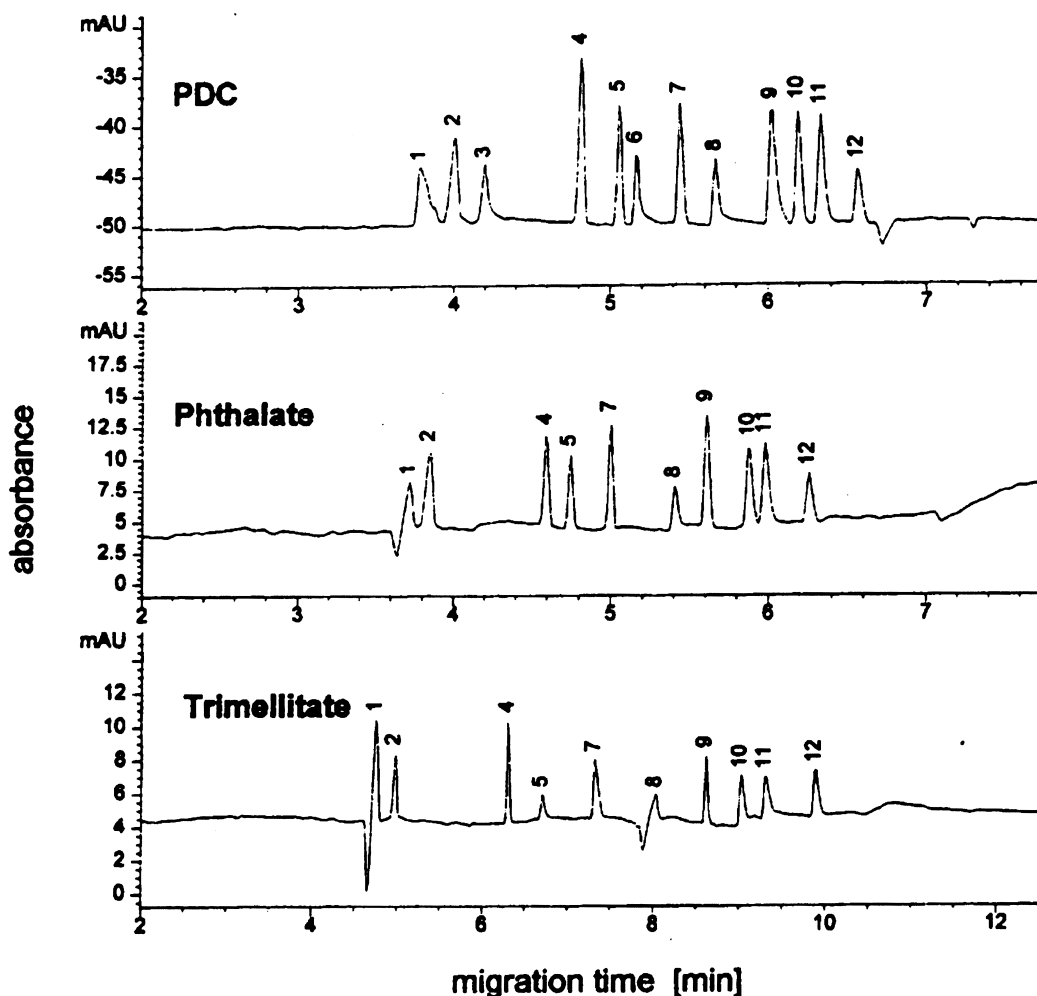 mAU
PDC
-35
-40
-45
-50
-55
1 2 3 4 5 6 7 8 9 10 11 12
2 3 4 5 6 7
mAU
Phthalate
17.5
15
12.5
10
7.5
5
2.5
0
1 2 4 5 7 8 9 10 11 12
2 3 4 5 6 7
absorbance
mAU
Trimellitate
12
10
8
6
4
2
0
1 2 4 5 7 8 9 10 11 12
2 4 6 8 10 12
migration time [min]